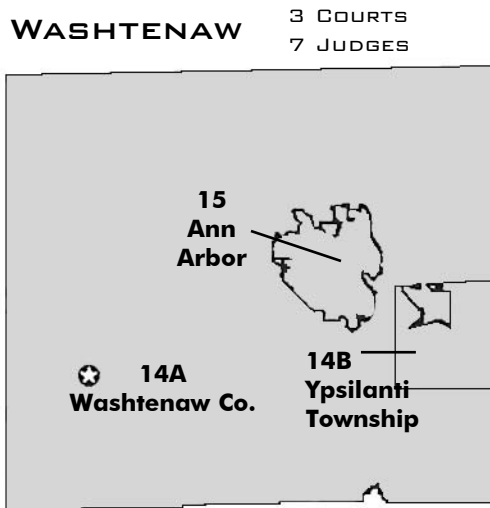 WASHTENAW
3 COURTS
7 JUDGES
15
Ann
Arbor
14A
Washtenaw Co.
14B
Ypsilanti
Township